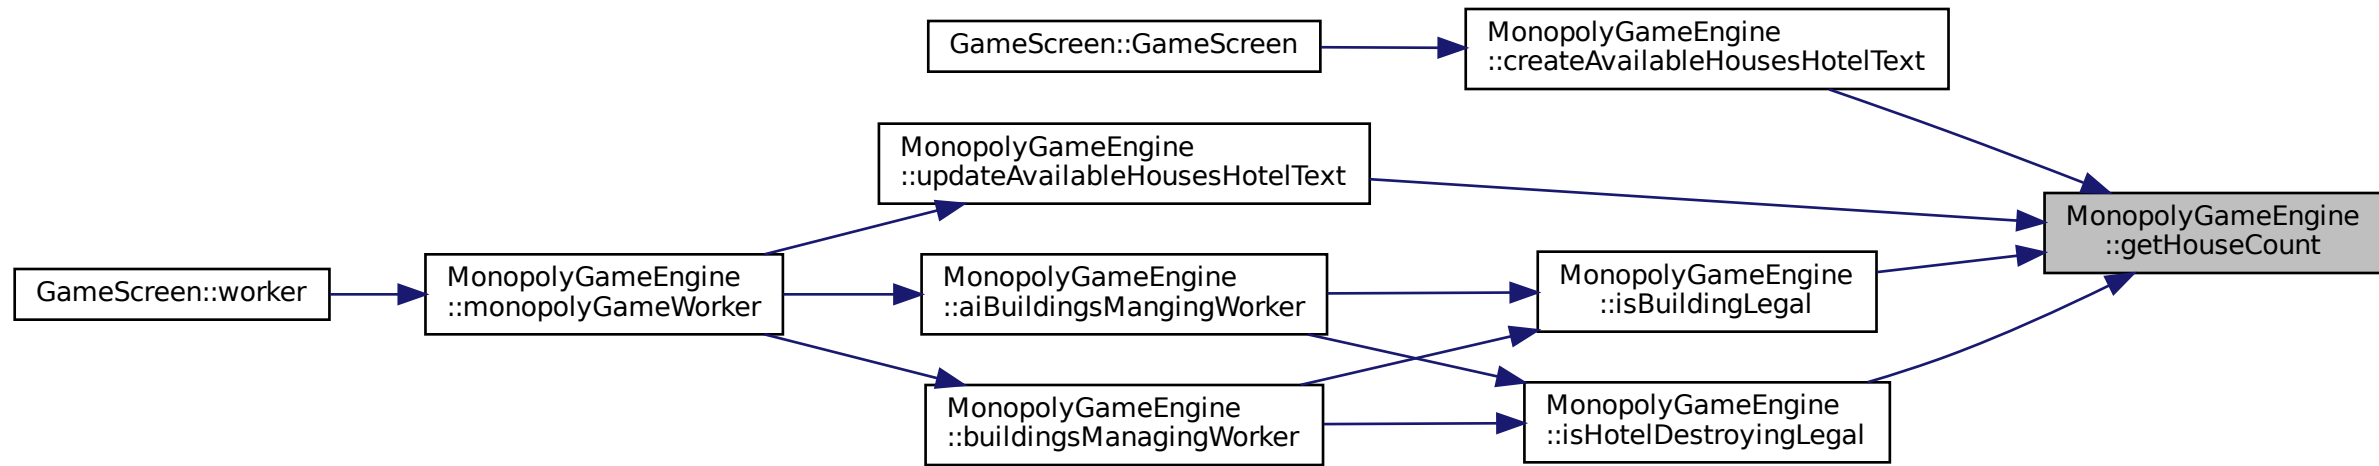 GameScreen::GameScreen
MonopolyGameEngine
::createAvailableHousesHotelText
MonopolyGameEngine
::updateAvailableHousesHotelText
MonopolyGameEngine
::getHouseCount
GameScreen::worker
MonopolyGameEngine
::monopolyGameWorker
MonopolyGameEngine
::aiBuildingsMangingWorker
MonopolyGameEngine
::isBuildingLegal
MonopolyGameEngine
::buildingsManagingWorker
MonopolyGameEngine
::isHotelDestroyingLegal